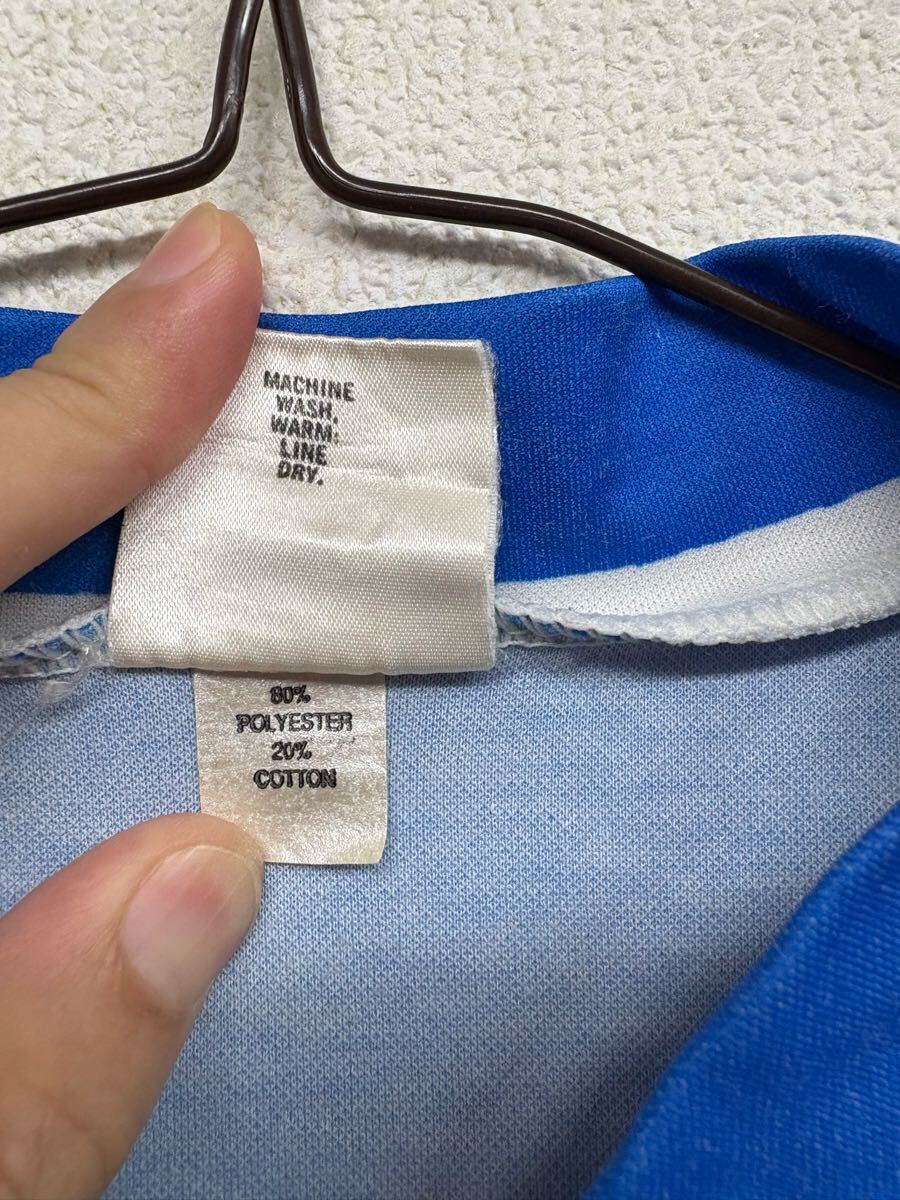 MACHINE
WASH,
WARM:
LINE
DRY.
80%
POLYESTER
20%
COTTON